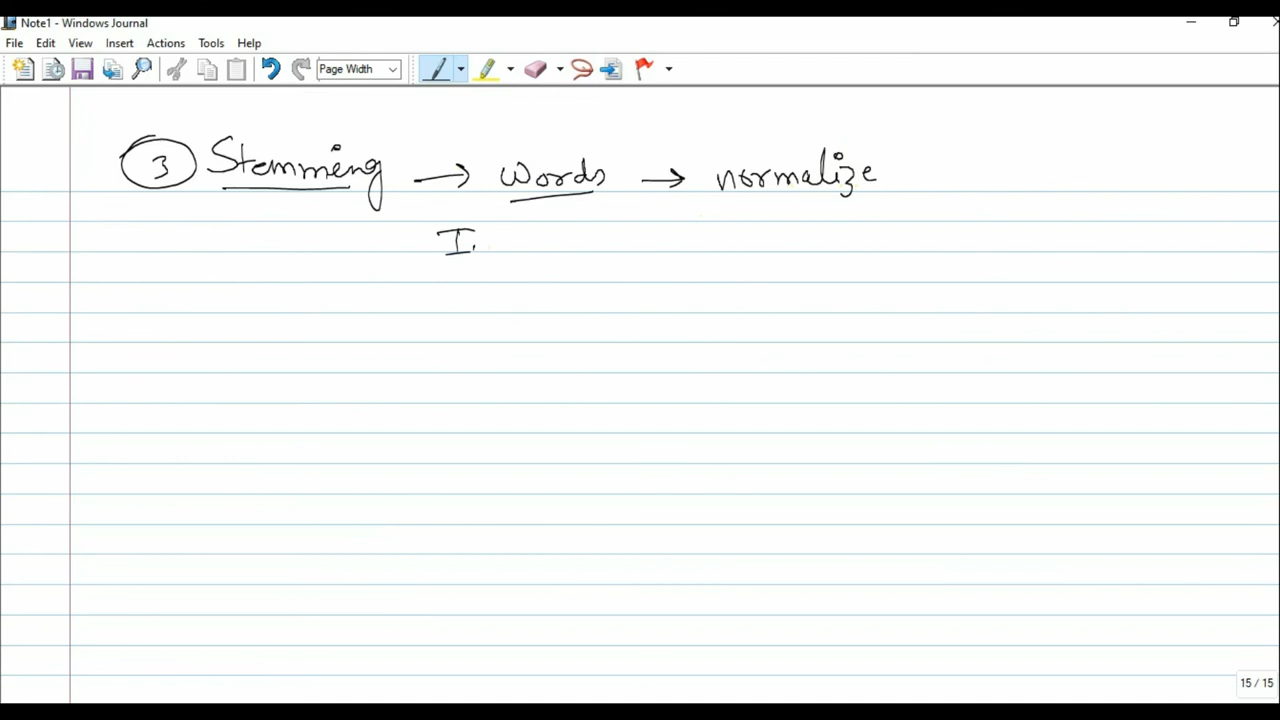 Note1 - Windows Journal
File Edit View Insert Actions Tools Help
Page Width
3 Stemming → words → normalize
I
15 / 15